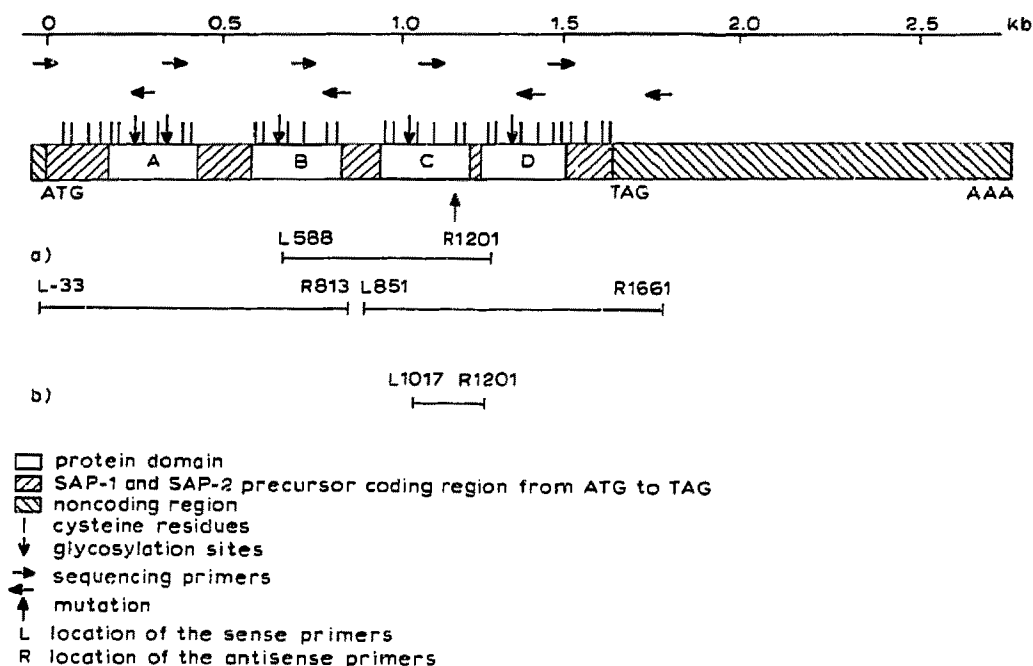 0 0.5 1.0 1.5 2.0 2.5 kb
A B C D
ATG TAG AAA
L588 R1201
a)
L-33 R813 L851 R1661
L1017 R1201
b)
protein domain
SAP-1 and SAP-2 precursor coding region from ATG to TAG
noncoding region
cysteine residues
glycosylation sites
sequencing primers
mutation
L location of the sense primers
R location of the antisense primers